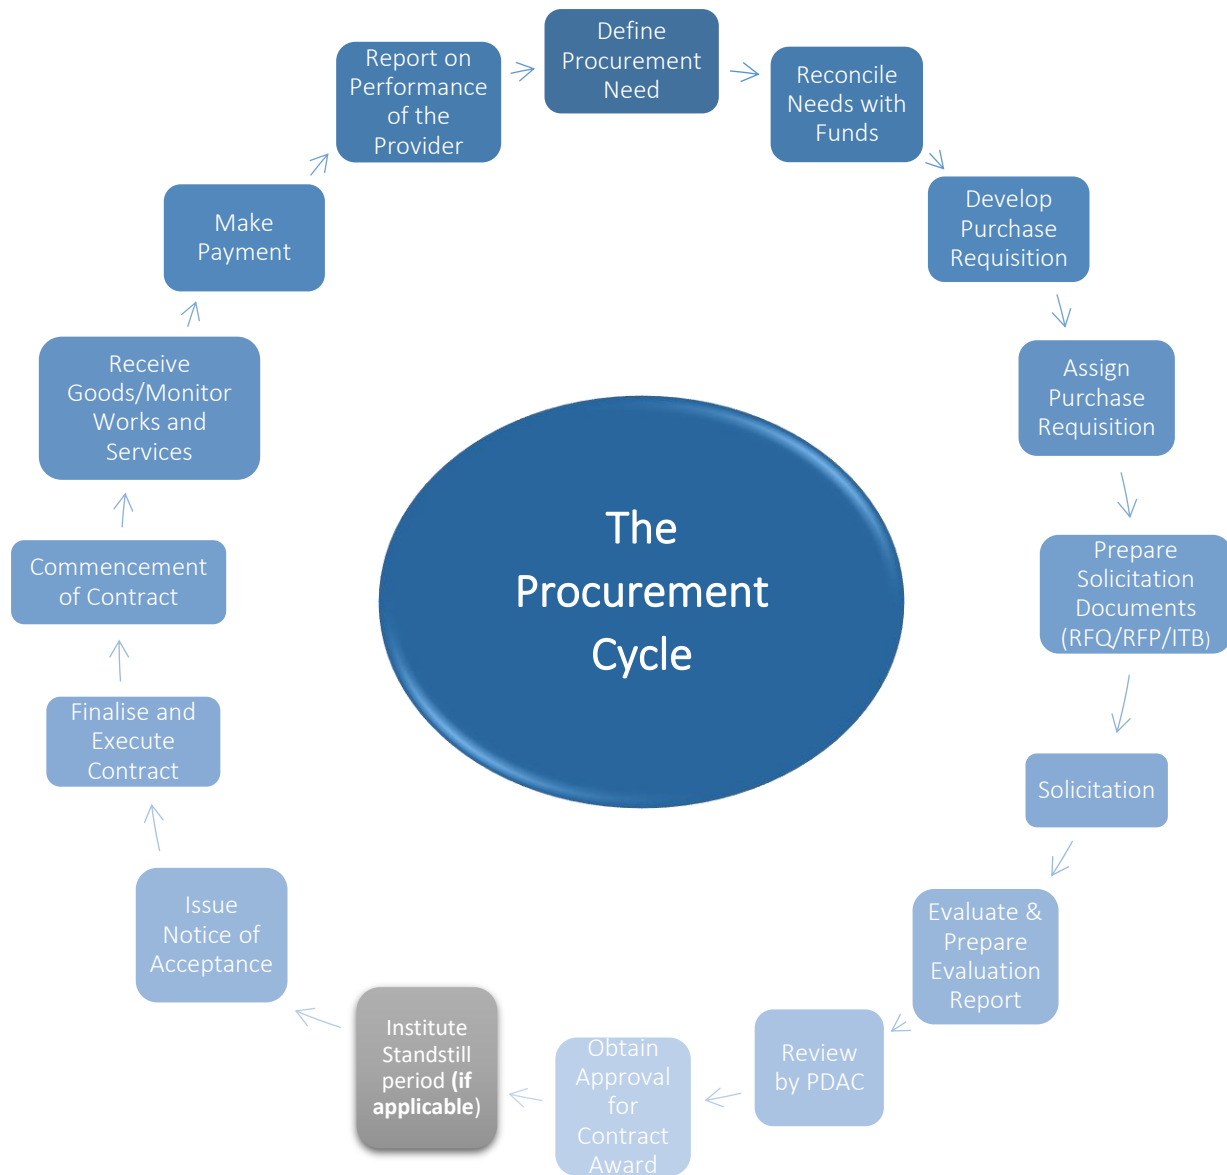 Define
Procurement
Need
Reconcile
Needs with
Funds
Develop
Purchase
Requisition
Assign
Purchase
Requisition
Prepare
Solicitation
Documents
(RFQ/RFP/ITB)
Solicitation
Evaluate &
Prepare
Evaluation
Report
Review
by PDAC
Obtain
Approval
for
Contract
Award
Institute
Standstill
period (if
applicable)
Issue
Notice of
Acceptance
Finalise and
Execute
Contract
Commencement
of Contract
Receive
Goods/Monitor
Works and
Services
Make
Payment
Report on
Performance
of the
Provider
The
Procurement
Cycle